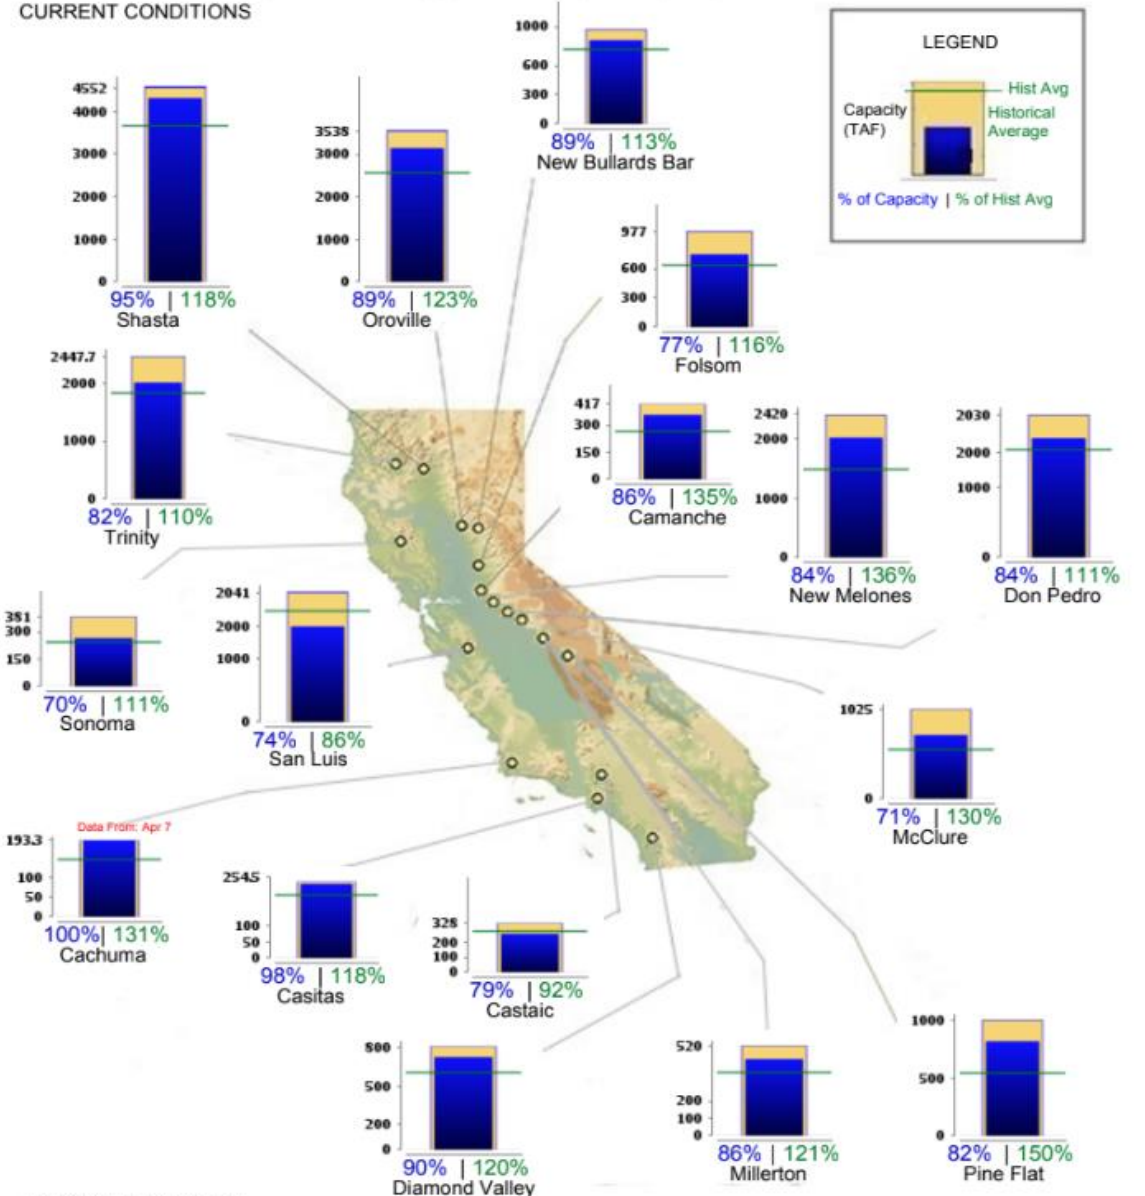 CURRENT CONDITIONS
LEGEND
Hist Avg
Capacity
(TAF)
Historical
Average
% of Capacity | % of Hist Avg
1000
600
300
0
89% | 113%
New Bullards Bar
4552
4000
3000
2000
1000
0
95% | 118%
Shasta
3538
3000
2000
1000
0
89% | 123%
Oroville
977
600
300
0
77% | 116%
Folsom
2447.7
2000
1000
0
82% | 110%
Trinity
417
300
150
0
86% | 135%
Camanche
2420
2000
1000
0
84% | 136%
New Melones
2030
2000
1000
0
84% | 111%
Don Pedro
381
300
150
0
70% | 111%
Sonoma
2041
2000
1000
0
74% | 86%
San Luis
1025
0
71% | 130%
McClure
Data From: Apr 7
193.3
100
50
0
100% | 131%
Cachuma
254.5
100
50
0
98% | 118%
Casitas
328
200
100
0
79% | 92%
Castaic
800
500
200
0
90% | 120%
Diamond Valley
520
200
100
0
86% | 121%
Millerton
1000
500
0
82% | 150%
Pine Flat